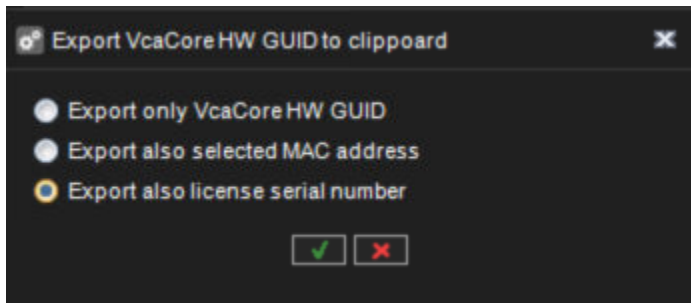 Export VcaCore HW GUID to clippoard
Export only VcaCore HW GUID
Export also selected MAC address
Export also license serial number